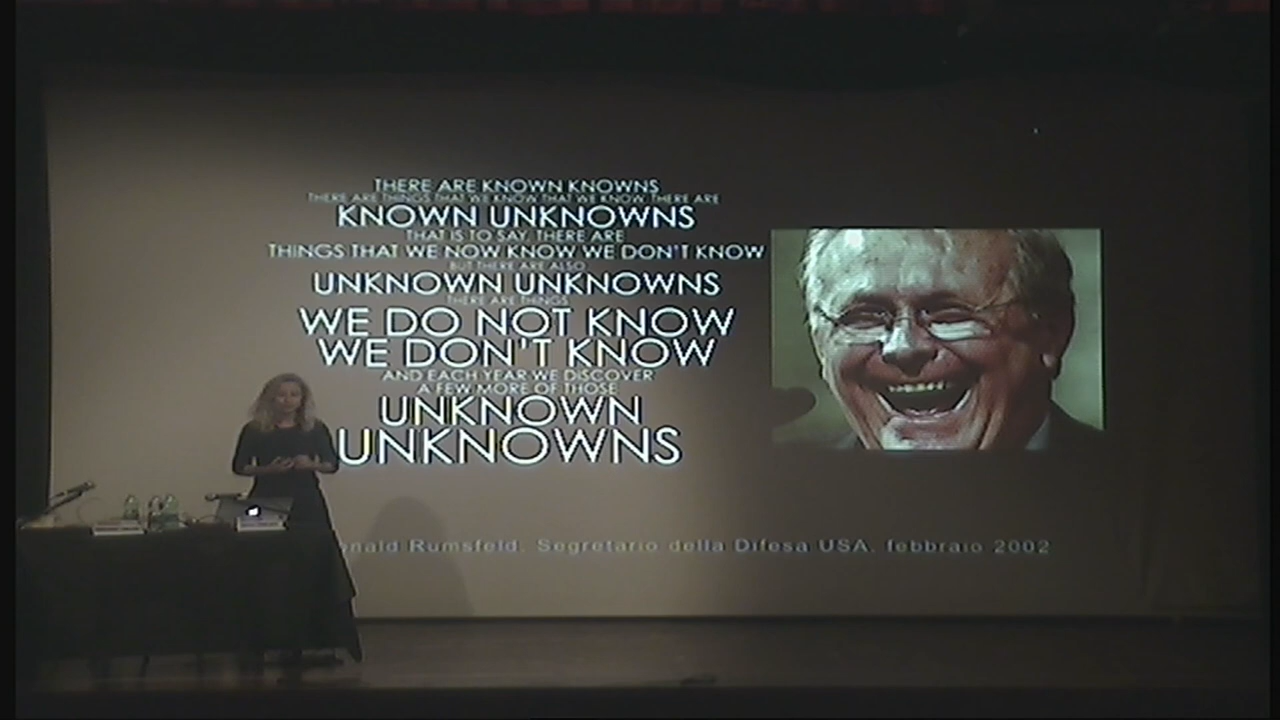 THERE ARE KNOWN KNOWNS
THERE ARE THINGS THAT WE KNOW THAT WE KNOW. THERE ARE
KNOWN UNKNOWNS
THAT IS TO SAY, THERE ARE
THINGS THAT WE NOW KNOW WE DON'T KNOW
BUT THERE ARE ALSO
UNKNOWN UNKNOWNS
THERE ARE THINGS
WE DO NOT KNOW
WE DON'T KNOW
AND EACH YEAR WE DISCOVER
A FEW MORE OF THOSE
UNKNOWN
UNKNOWNS
nald Rumsfeld. Segretario della Difesa USA. febbraio 2002